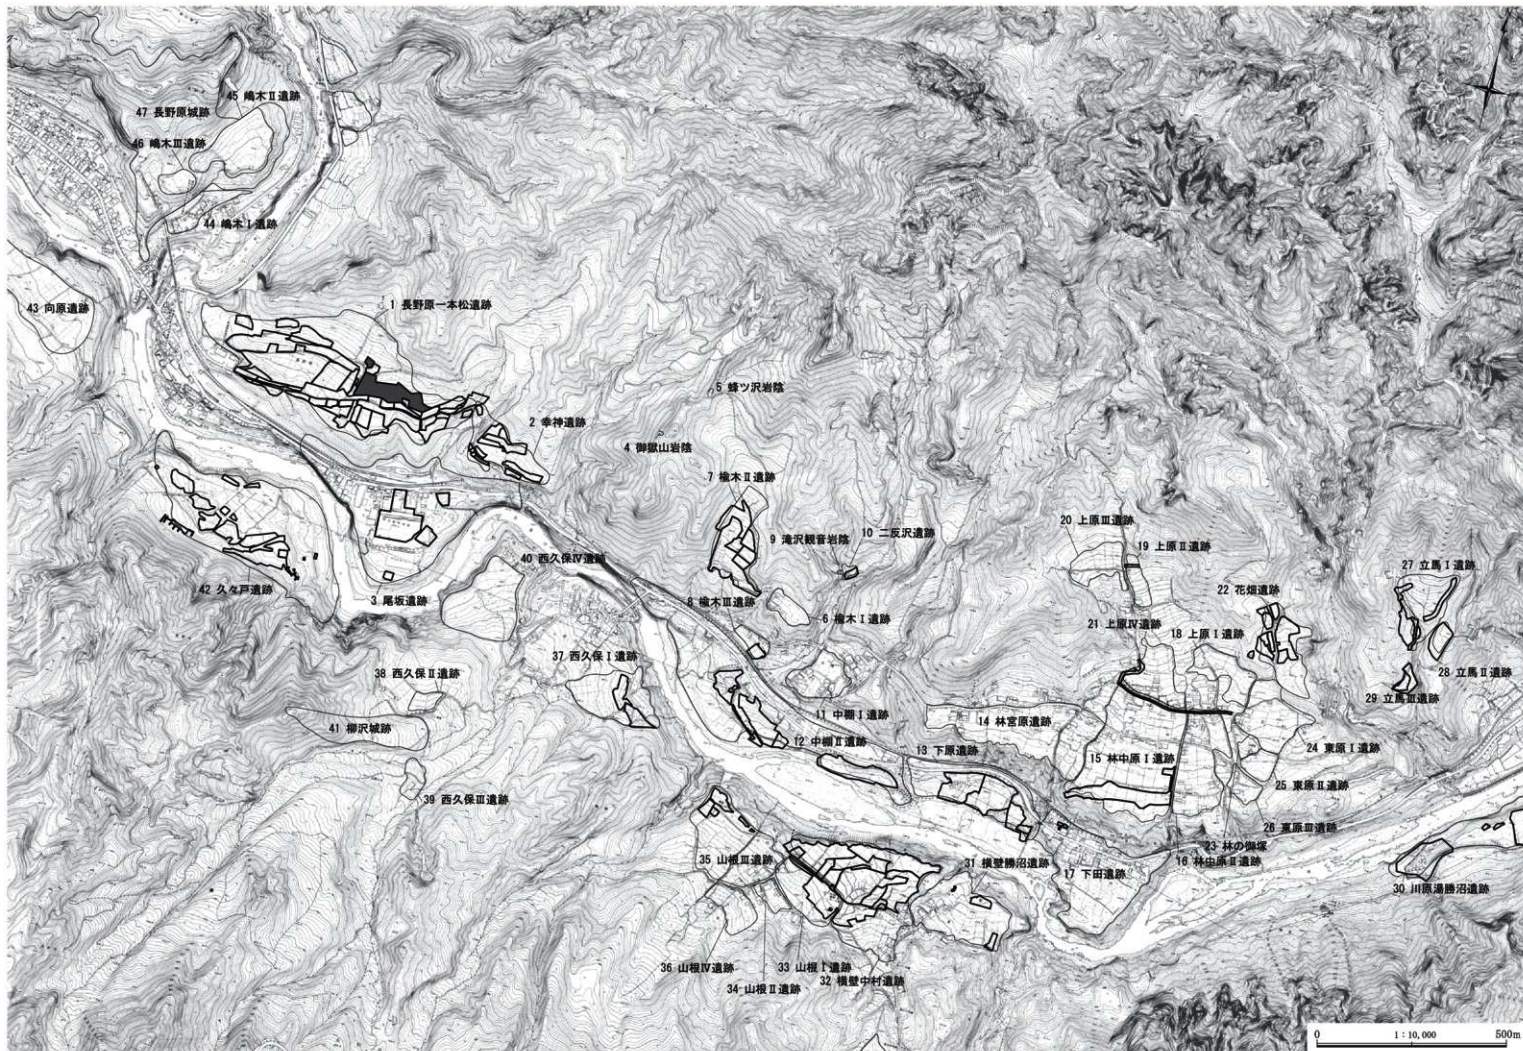 45 嶋木Ⅱ遺跡
47 長野原城跡
46 嶋木Ⅲ遺跡
44 嶋木Ⅰ遺跡
43 向原遺跡
1 長野原一本松遺跡
5 蜂ツ沢岩陰
2 幸神遺跡
4 御嶽山岩陰
7 楡木Ⅱ遺跡
20 上原Ⅲ遺跡
9 滝沢観音岩陰
10 二反沢遺跡
19 上原Ⅱ遺跡
40 西久保Ⅳ遺跡
27 立馬Ⅰ遺跡
42 久々戸遺跡
22 花畑遺跡
3 尾坂遺跡
8 楡木Ⅲ遺跡
6 楡木Ⅰ遺跡
21 上原Ⅳ遺跡
18 上原Ⅰ遺跡
37 西久保Ⅰ遺跡
38 西久保Ⅱ遺跡
28 立馬Ⅱ遺跡
29 立馬Ⅲ遺跡
11 中棚Ⅰ遺跡
14 林宮原遺跡
41 柳沢城跡
12 中棚Ⅱ遺跡
13 下原遺跡
24 東原Ⅰ遺跡
15 林中原Ⅰ遺跡
25 東原Ⅱ遺跡
39 西久保Ⅲ遺跡
26 東原Ⅲ遺跡
23 林の御塚
35 山根Ⅲ遺跡
31 横壁勝沼遺跡
16 林中原Ⅱ遺跡
17 下田遺跡
30 川原湯勝沼遺跡
36 山根Ⅳ遺跡
33 山根Ⅰ遺跡
32 横壁中村遺跡
34 山根Ⅱ遺跡
0 1:10,000 500m